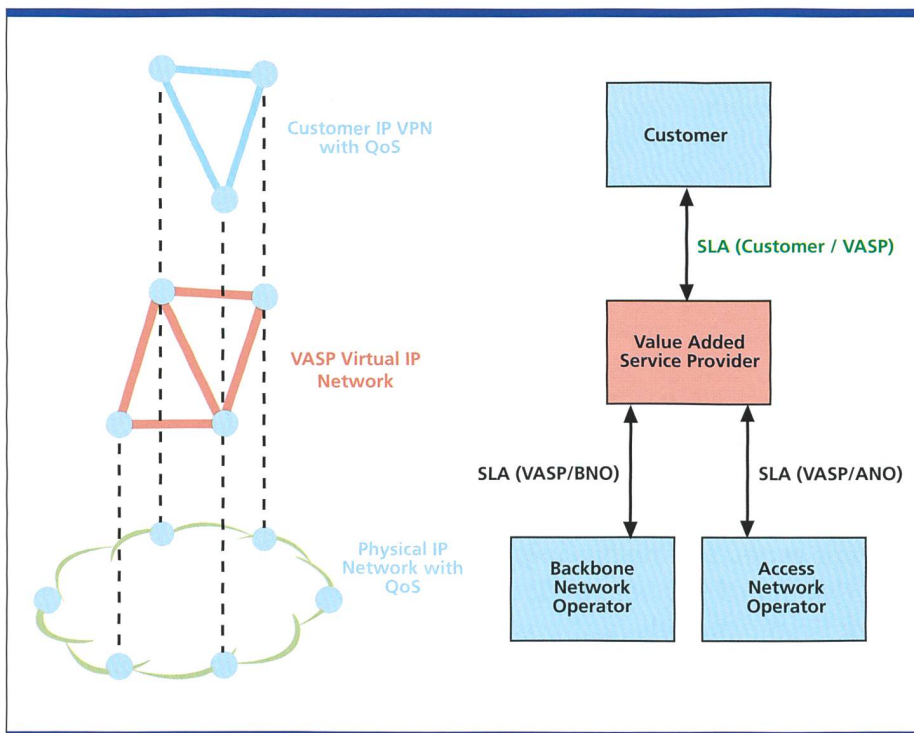 Customer IP VPN
with QoS
VASP Virtual IP
Network
Physical IP
Network with
QoS
Customer
SLA (Customer / VASP)
Value Added
Service Provider
SLA (VASP/BNO)
SLA (VASP/ANO)
Backbone
Network
Operator
Access
Network
Operator